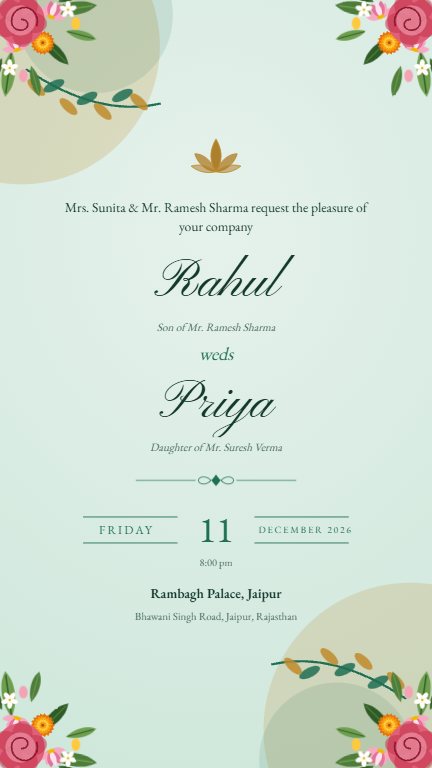 Mrs. Sunita & Mr. Ramesh Sharma request the pleasure of
your company
Rahul
Son of Mr. Ramesh Sharma
weds
Priya
Daughter of Mr. Suresh Verma
FRIDAY 11 DECEMBER 2026
8:00 pm
Rambagh Palace, Jaipur
Bhawani Singh Road, Jaipur, Rajasthan